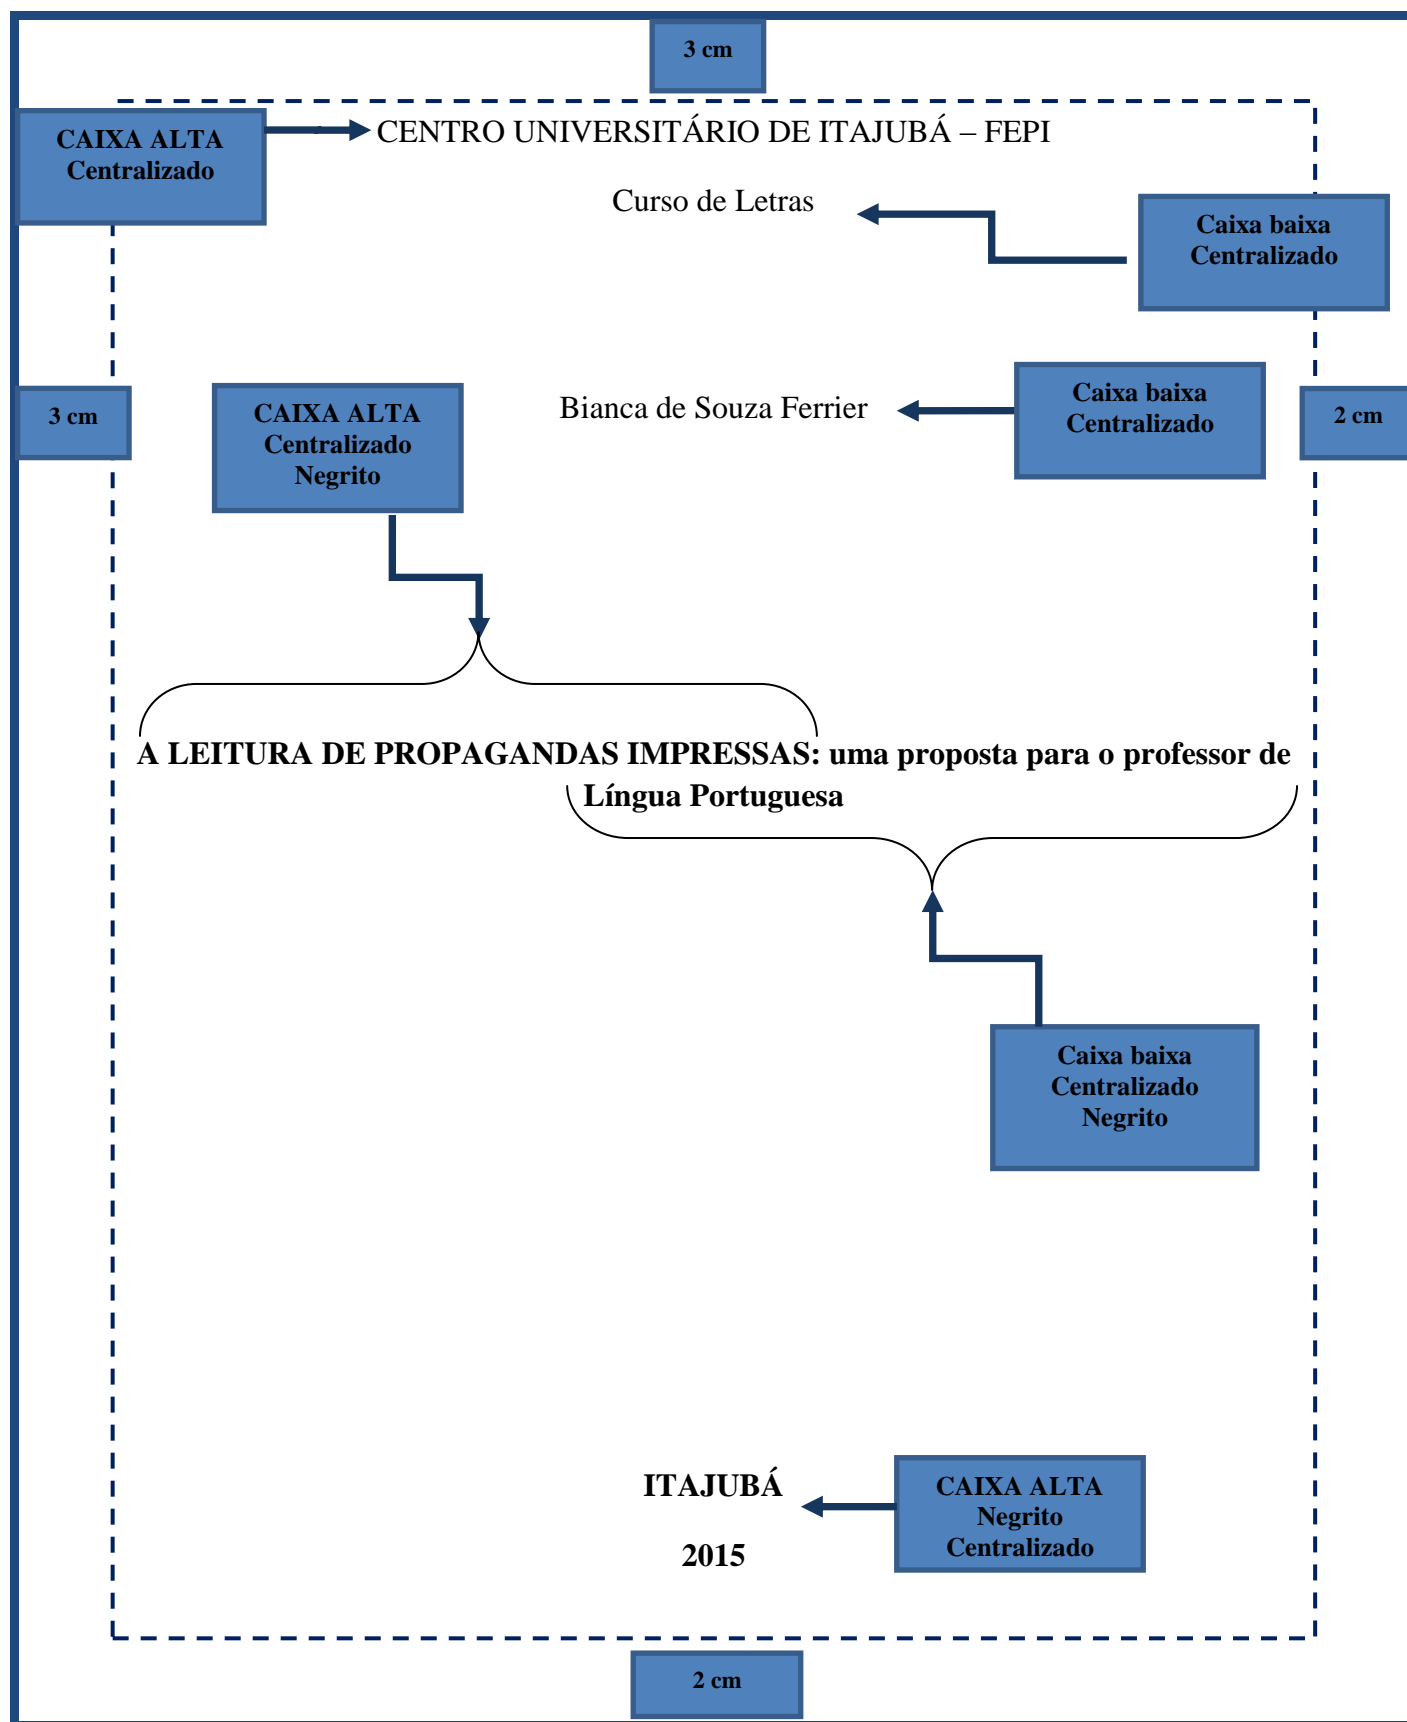 3 cm
CAIXA ALTA
Centralizado
CENTRO UNIVERSITÁRIO DE ITAJUBÁ – FEPI
Curso de Letras
Caixa baixa
Centralizado
3 cm
CAIXA ALTA
Centralizado
Negrito
Bianca de Souza Ferrier
Caixa baixa
Centralizado
2 cm
A LEITURA DE PROPAGANDAS IMPRESSAS: uma proposta para o professor de
Língua Portuguesa
Caixa baixa
Centralizado
Negrito
ITAJUBÁ
2015
CAIXA ALTA
Negrito
Centralizado
2 cm